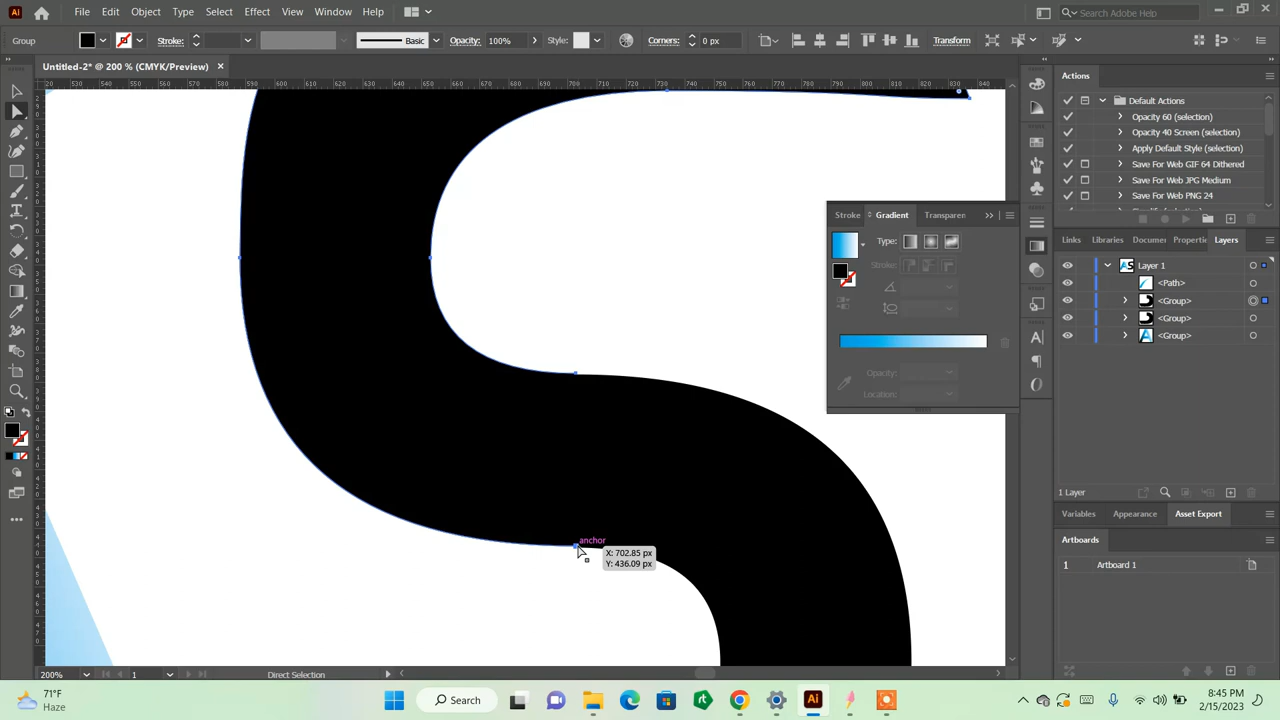 File Edit Object Type Select Effect View Window Help
Search Adobe Help
Group Stroke: Basic Opacity: 100% Style: Corners: 0 px Transform
Untitled-2* @ 200 % (CMYK/Preview)
Actions
Default Actions
Opacity 60 (selection)
Opacity 40 Screen (selection)
Apply Default Style (selection)
Save For Web GIF 64 Dithered
Save For Web JPG Medium
Save For Web PNG 24
Stroke Gradient Transparen
Type:
Stroke:
Opacity:
Location:
Links Libraries Documen Properti Layers
Layer 1
<Path>
<Group>
<Group>
<Group>
anchor
X: 702.85 px
Y: 436.09 px
1 Layer
Variables Appearance Asset Export
Artboards
1 Artboard 1
200% 1 Direct Selection
71°F
Haze
Search
8:45 PM
2/15/2023